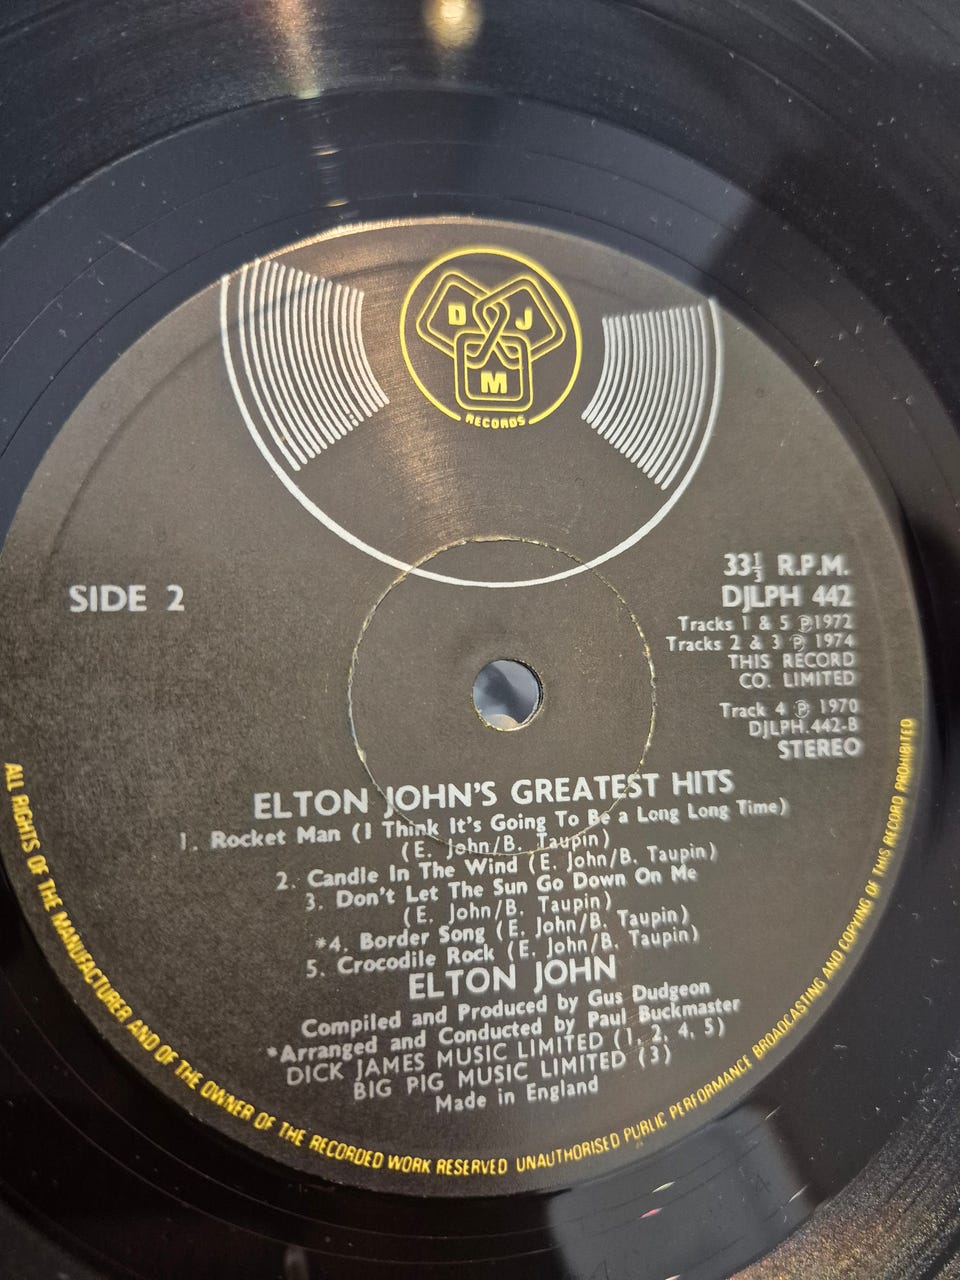 D J
M
RECORDS
SIDE 2
33⅓ R.P.M.
DJLPH 442
Tracks 1 & 5 ℗1972
Tracks 2 & 3 ℗ 1974
THIS RECORD
CO. LIMITED
Track 4 ℗ 1970
DJLPH.442-B
STEREO
ELTON JOHN'S GREATEST HITS
1. Rocket Man (I Think It's Going To Be a Long Long Time)
(E. John/B. Taupin)
2. Candle In The Wind (E. John/B. Taupin)
3. Don't Let The Sun Go Down On Me
(E. John/B. Taupin)
*4. Border Song (E. John/B. Taupin)
5. Crocodile Rock (E. John/B. Taupin)
ELTON JOHN
Compiled and Produced by Gus Dudgeon
*Arranged and Conducted by Paul Buckmaster
DICK JAMES MUSIC LIMITED (1, 2, 4, 5)
BIG PIG MUSIC LIMITED (3)
Made in England
ALL RIGHTS OF THE MANUFACTURER AND OF THE OWNER OF THE RECORDED WORK RESERVED UNAUTHORISED PUBLIC PERFORMANCE BROADCASTING AND COPYING OF THIS RECORD PROHIBITED